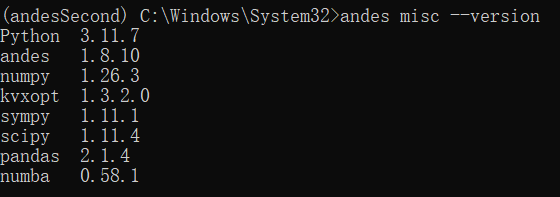 (andesSecond) C:\Windows\System32>andes misc --version
Python  3.11.7
andes   1.8.10
numpy   1.26.3
kvxopt  1.3.2.0
sympy   1.11.1
scipy   1.11.4
pandas  2.1.4
numba   0.58.1